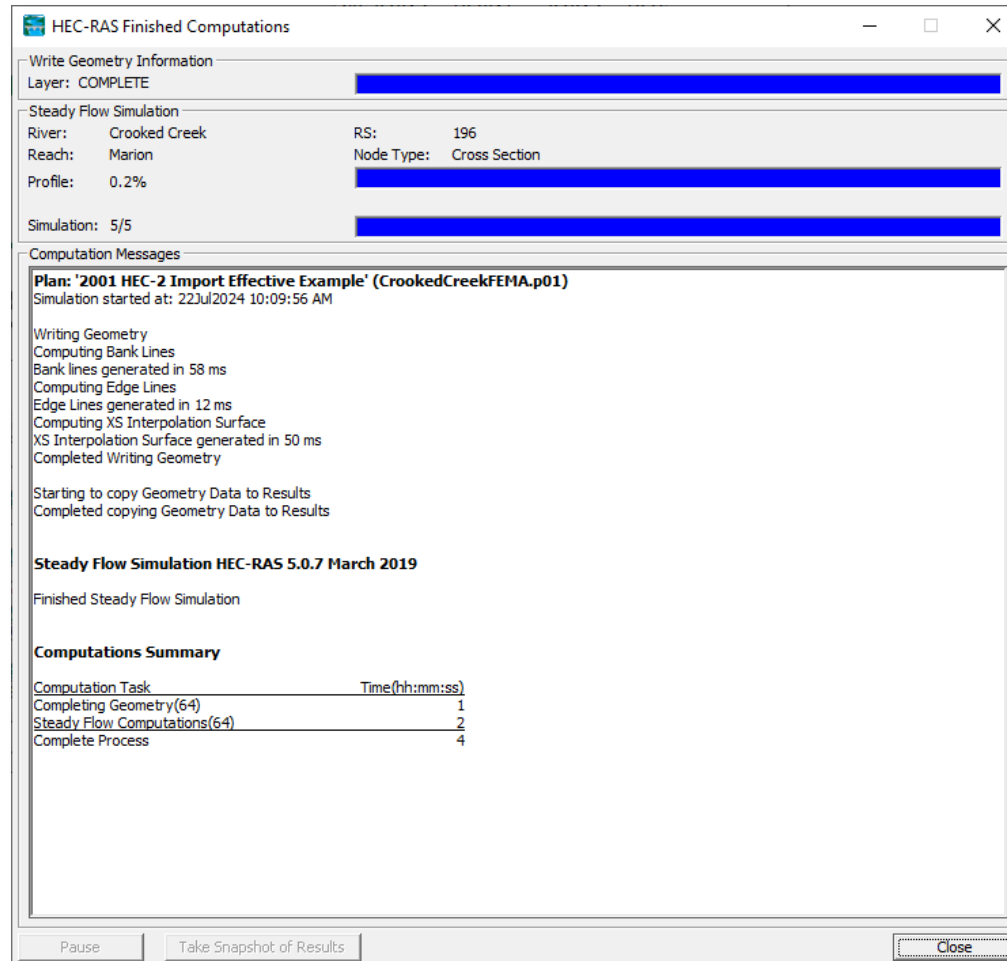 HEC-RAS Finished Computations
Write Geometry Information
Layer: COMPLETE
Steady Flow Simulation
River: Crooked Creek RS: 196
Reach: Marion Node Type: Cross Section
Profile: 0.2%
Simulation: 5/5
Computation Messages
Plan: '2001 HEC-2 Import Effective Example' (CrookedCreekFEMA.p01)
Simulation started at: 22Jul2024 10:09:56 AM
Writing Geometry
Computing Bank Lines
Bank lines generated in 58 ms
Computing Edge Lines
Edge Lines generated in 12 ms
Computing XS Interpolation Surface
XS Interpolation Surface generated in 50 ms
Completed Writing Geometry
Starting to copy Geometry Data to Results
Completed copying Geometry Data to Results
Steady Flow Simulation HEC-RAS 5.0.7 March 2019
Finished Steady Flow Simulation
Computations Summary
Computation Task Time(hh:mm:ss)
Completing Geometry(64) 1
Steady Flow Computations(64) 2
Complete Process 4
Pause Take Snapshot of Results Close